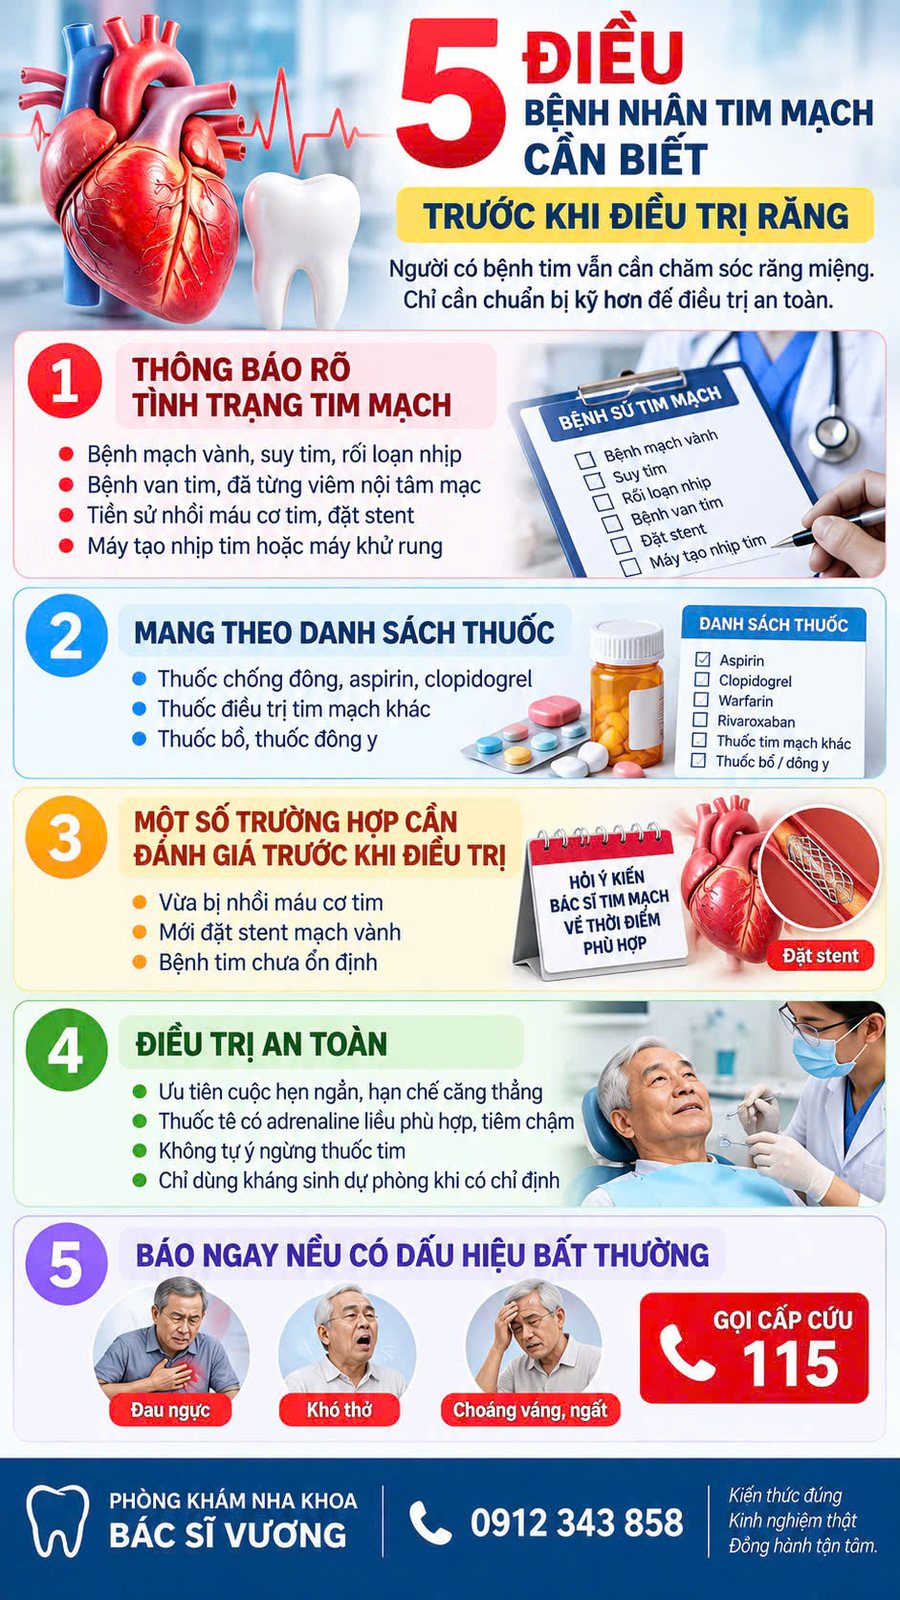 5 ĐIỀU
BỆNH NHÂN TIM MẠCH
CẦN BIẾT
TRƯỚC KHI ĐIỀU TRỊ RĂNG
Người có bệnh tim vẫn cần chăm sóc răng miệng.
Chỉ cần chuẩn bị kỹ hơn để điều trị an toàn.
1
THÔNG BÁO RÕ
TÌNH TRẠNG TIM MẠCH
Bệnh mạch vành, suy tim, rối loạn nhịp
Bệnh van tim, đã từng viêm nội tâm mạc
Tiền sử nhồi máu cơ tim, đặt stent
Máy tạo nhịp tim hoặc máy khử rung
BỆNH SỬ TIM MẠCH
Bệnh mạch vành
Suy tim
Rối loạn nhịp
Bệnh van tim
Đặt stent
Máy tạo nhịp tim
2
MANG THEO DANH SÁCH THUỐC
Thuốc chống đông, aspirin, clopidogrel
Thuốc điều trị tim mạch khác
Thuốc bổ, thuốc đông y
DANH SÁCH THUỐC
Aspirin
Clopidogrel
Warfarin
Rivaroxaban
Thuốc tim mạch khác
Thuốc bổ / dông y
3
MỘT SỐ TRƯỜNG HỢP CẦN
ĐÁNH GIÁ TRƯỚC KHI ĐIỀU TRỊ
Vừa bị nhồi máu cơ tim
Mới đặt stent mạch vành
Bệnh tim chưa ổn định
HỎI Ý KIẾN
BÁC SĨ TIM MẠCH
VỀ THỜI ĐIỂM
PHÙ HỢP
Đặt stent
4
ĐIỀU TRỊ AN TOÀN
Ưu tiên cuộc hẹn ngắn, hạn chế căng thẳng
Thuốc tê có adrenaline liều phù hợp, tiêm chậm
Không tự ý ngừng thuốc tim
Chỉ dùng kháng sinh dự phòng khi có chỉ định
5
BÁO NGAY NỀU CÓ DẤU HIỆU BẤT THƯỜNG
Đau ngực
Khó thở
Choáng váng, ngất
GỌI CẤP CỨU
115
PHÒNG KHÁM NHA KHOA
BÁC SĨ VƯƠNG
0912 343 858
Kiến thức đúng
Kinh nghiệm thật
Đồng hành tận tâm.